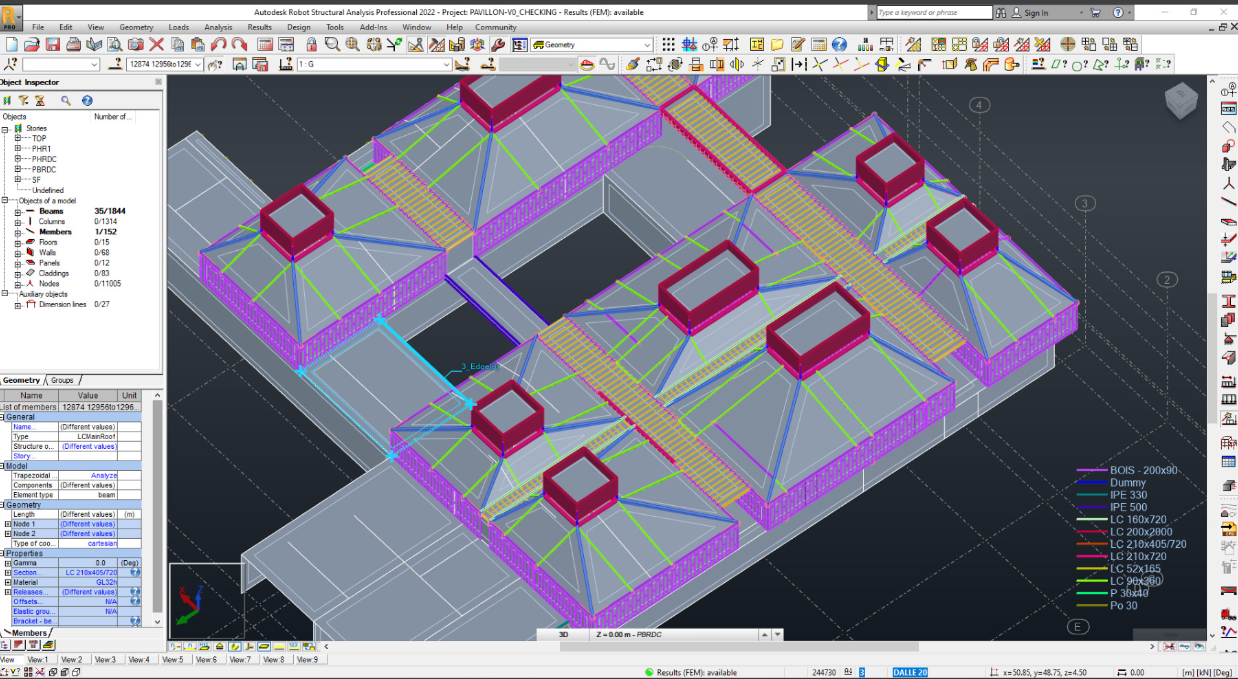 Autodesk Robot Structural Analysis Professional 2022 - Project: PAVILLON-V0_CHECKING - Results (FEM): available
Type a keyword or phrase
Sign In
PRO
File Edit View Geometry Loads Analysis Results Design Tools Add-Ins Window Help Community
Geometry
12874 12956to1296
1 : G
Object Inspector
Objects Number of...
Stories
TOP
PHR1
PHRDC
PBRDC
SF
Undefined
Objects of a model
Beams 35/1844
Columns 0/1314
Members 1/152
Floors 0/15
Walls 0/68
Panels 0/12
Claddings 0/83
Nodes 0/11005
Auxiliary objects
Dimension lines 0/27
Geometry Groups
Name Value Unit
List of members 12874 12956to1296...
General
Name... (Different values)
Type LCMainRoof
Structure o... (Different values)
Story...
Model
Trapezoidal ... Analyze
Components (Different values)
Element type beam
Geometry
Length (Different values) (m)
Node 1 (Different values)
Node 2 (Different values)
Type of coo... cartesian
Properties
Gamma 0.0 (Deg)
Section... LC 210x405/720
Material GL32h
Releases... (Different values)
Offsets... N/A
Elastic grou... N/A
Bracket - be...
Members
4
3
2
E
BOIS - 200x90
Dummy
IPE 330
IPE 500
LC 160x720
LC 200x2000
LC 210x405/720
LC 210x720
LC 52x165
LC 90x360
P 30x40
Po 30
3D Z = 0.00 m - PBRDC
View View:1 View:2 View:3 View:4 View:5 View:6 View:7 View:8 View:9
Results (FEM): available 244730 3 DALLE 20 x=50.85, y=48.75, z=4.50 0.00 [m] [kN] [Deg]